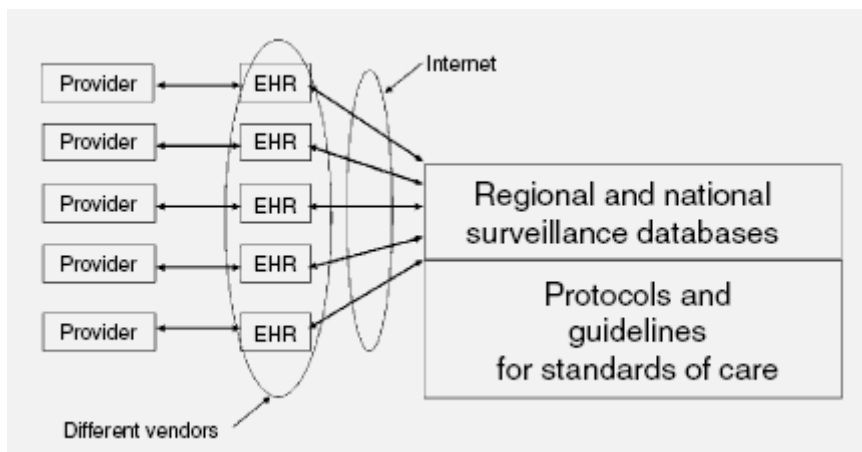 Internet
Provider
EHR
Provider
EHR
Provider
EHR
Provider
EHR
Provider
EHR
Regional and national
surveillance databases
Protocols and
guidelines
for standards of care
Different vendors